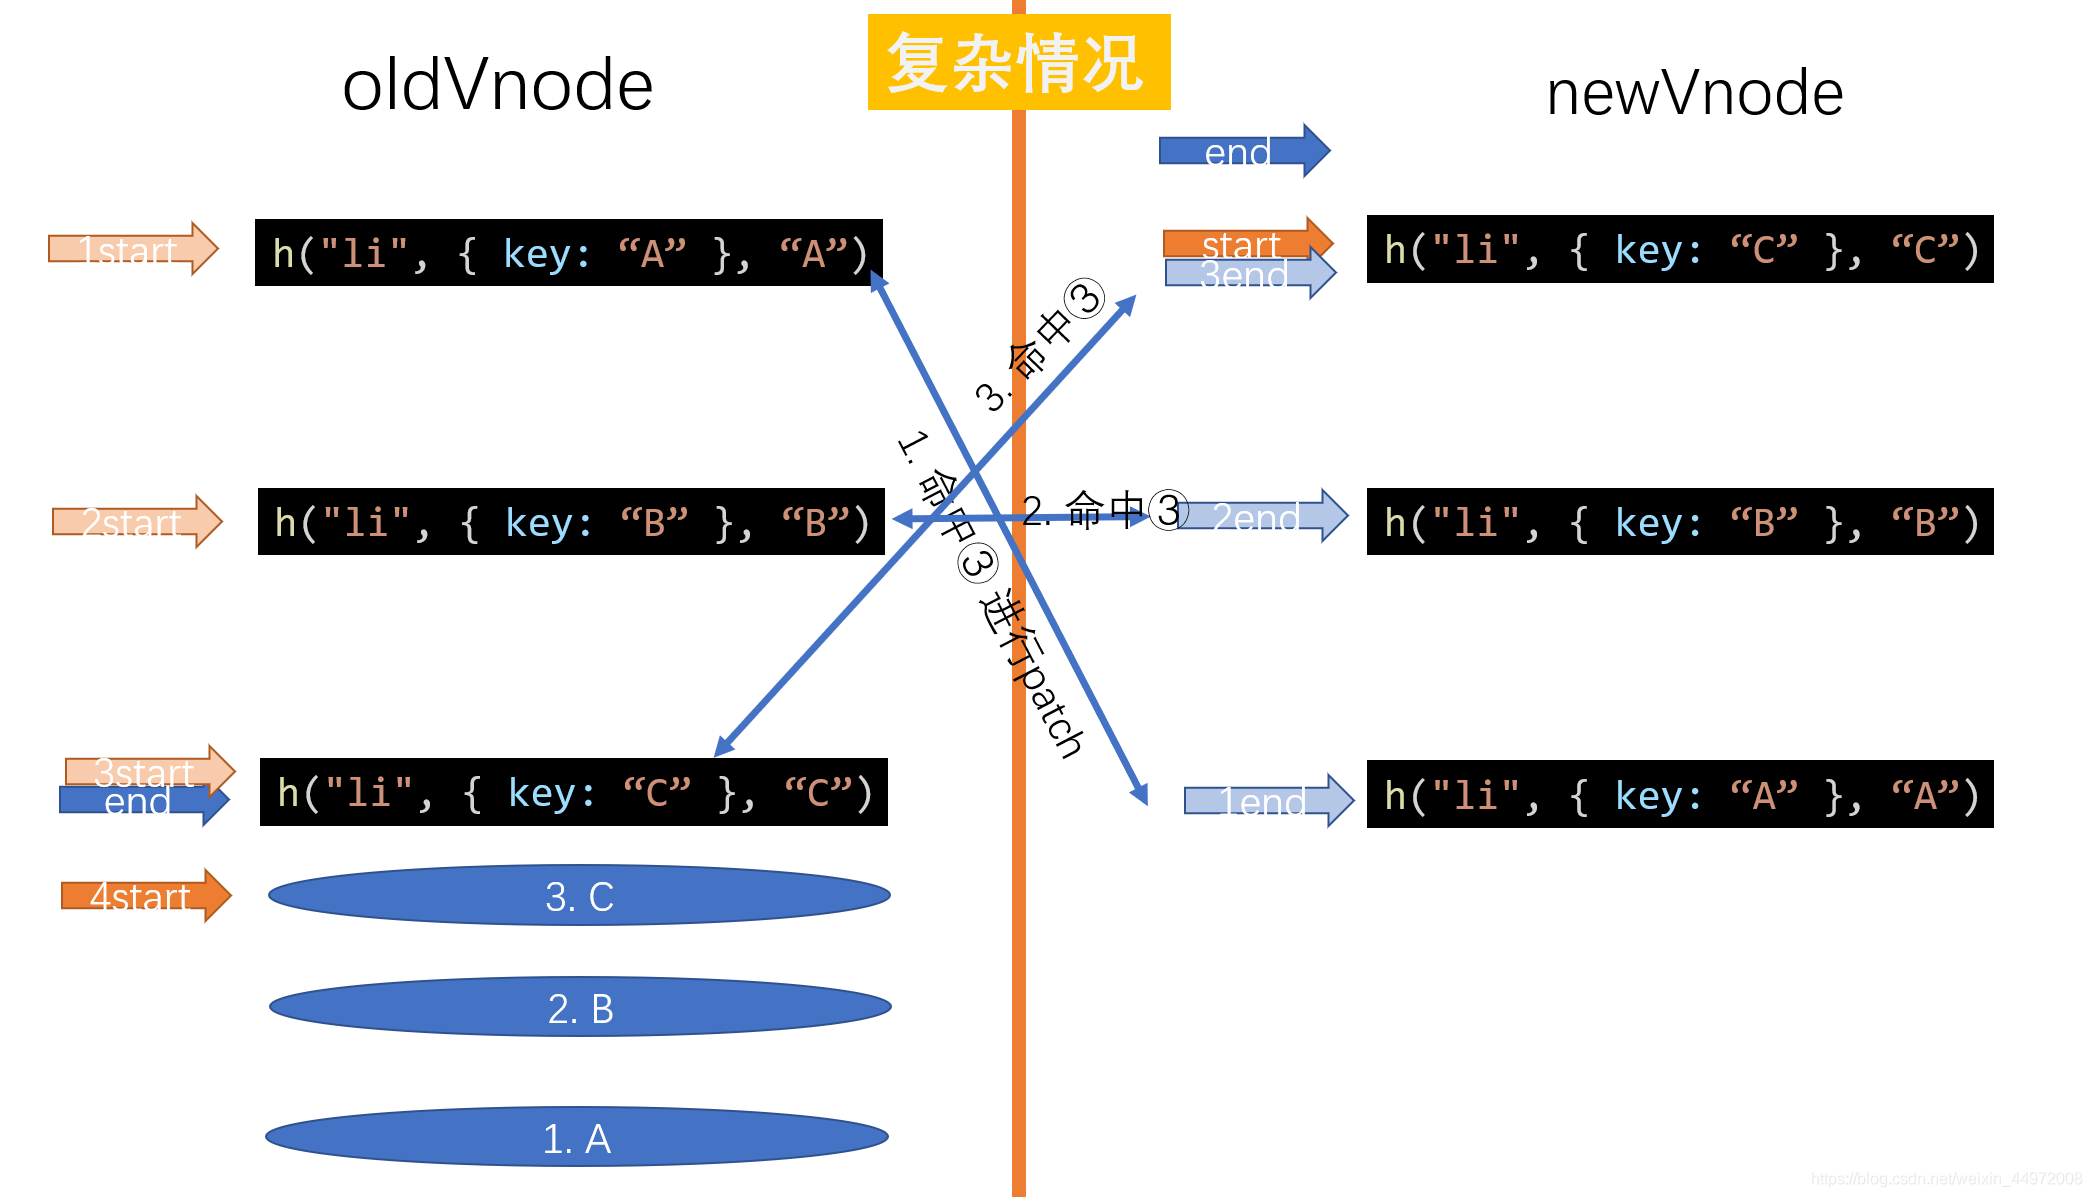 复杂情况
oldVnode
newVnode
end
1start
h("li", { key: “A” }, “A”)
start
3end
h("li", { key: “C” }, “C”)
3. 命中③
1. 命中③ 进行patch
2start
h("li", { key: “B” }, “B”)
2. 命中③
2end
h("li", { key: “B” }, “B”)
3start
end
h("li", { key: “C” }, “C”)
1end
h("li", { key: “A” }, “A”)
4start
3. C
2. B
1. A
https://blog.csdn.net/weixin_44972008